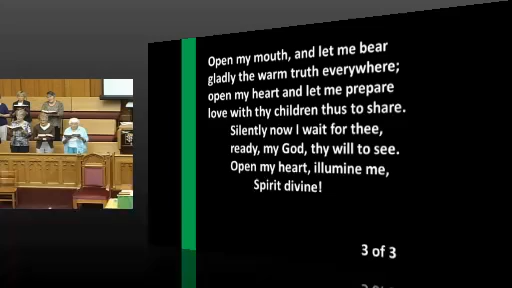 Open my mouth, and let me bear
gladly the warm truth everywhere;
open my heart and let me prepare
love with thy children thus to share.
Silently now I wait for thee,
ready, my God, thy will to see.
Open my heart, illumine me,
Spirit divine!
3 of 3